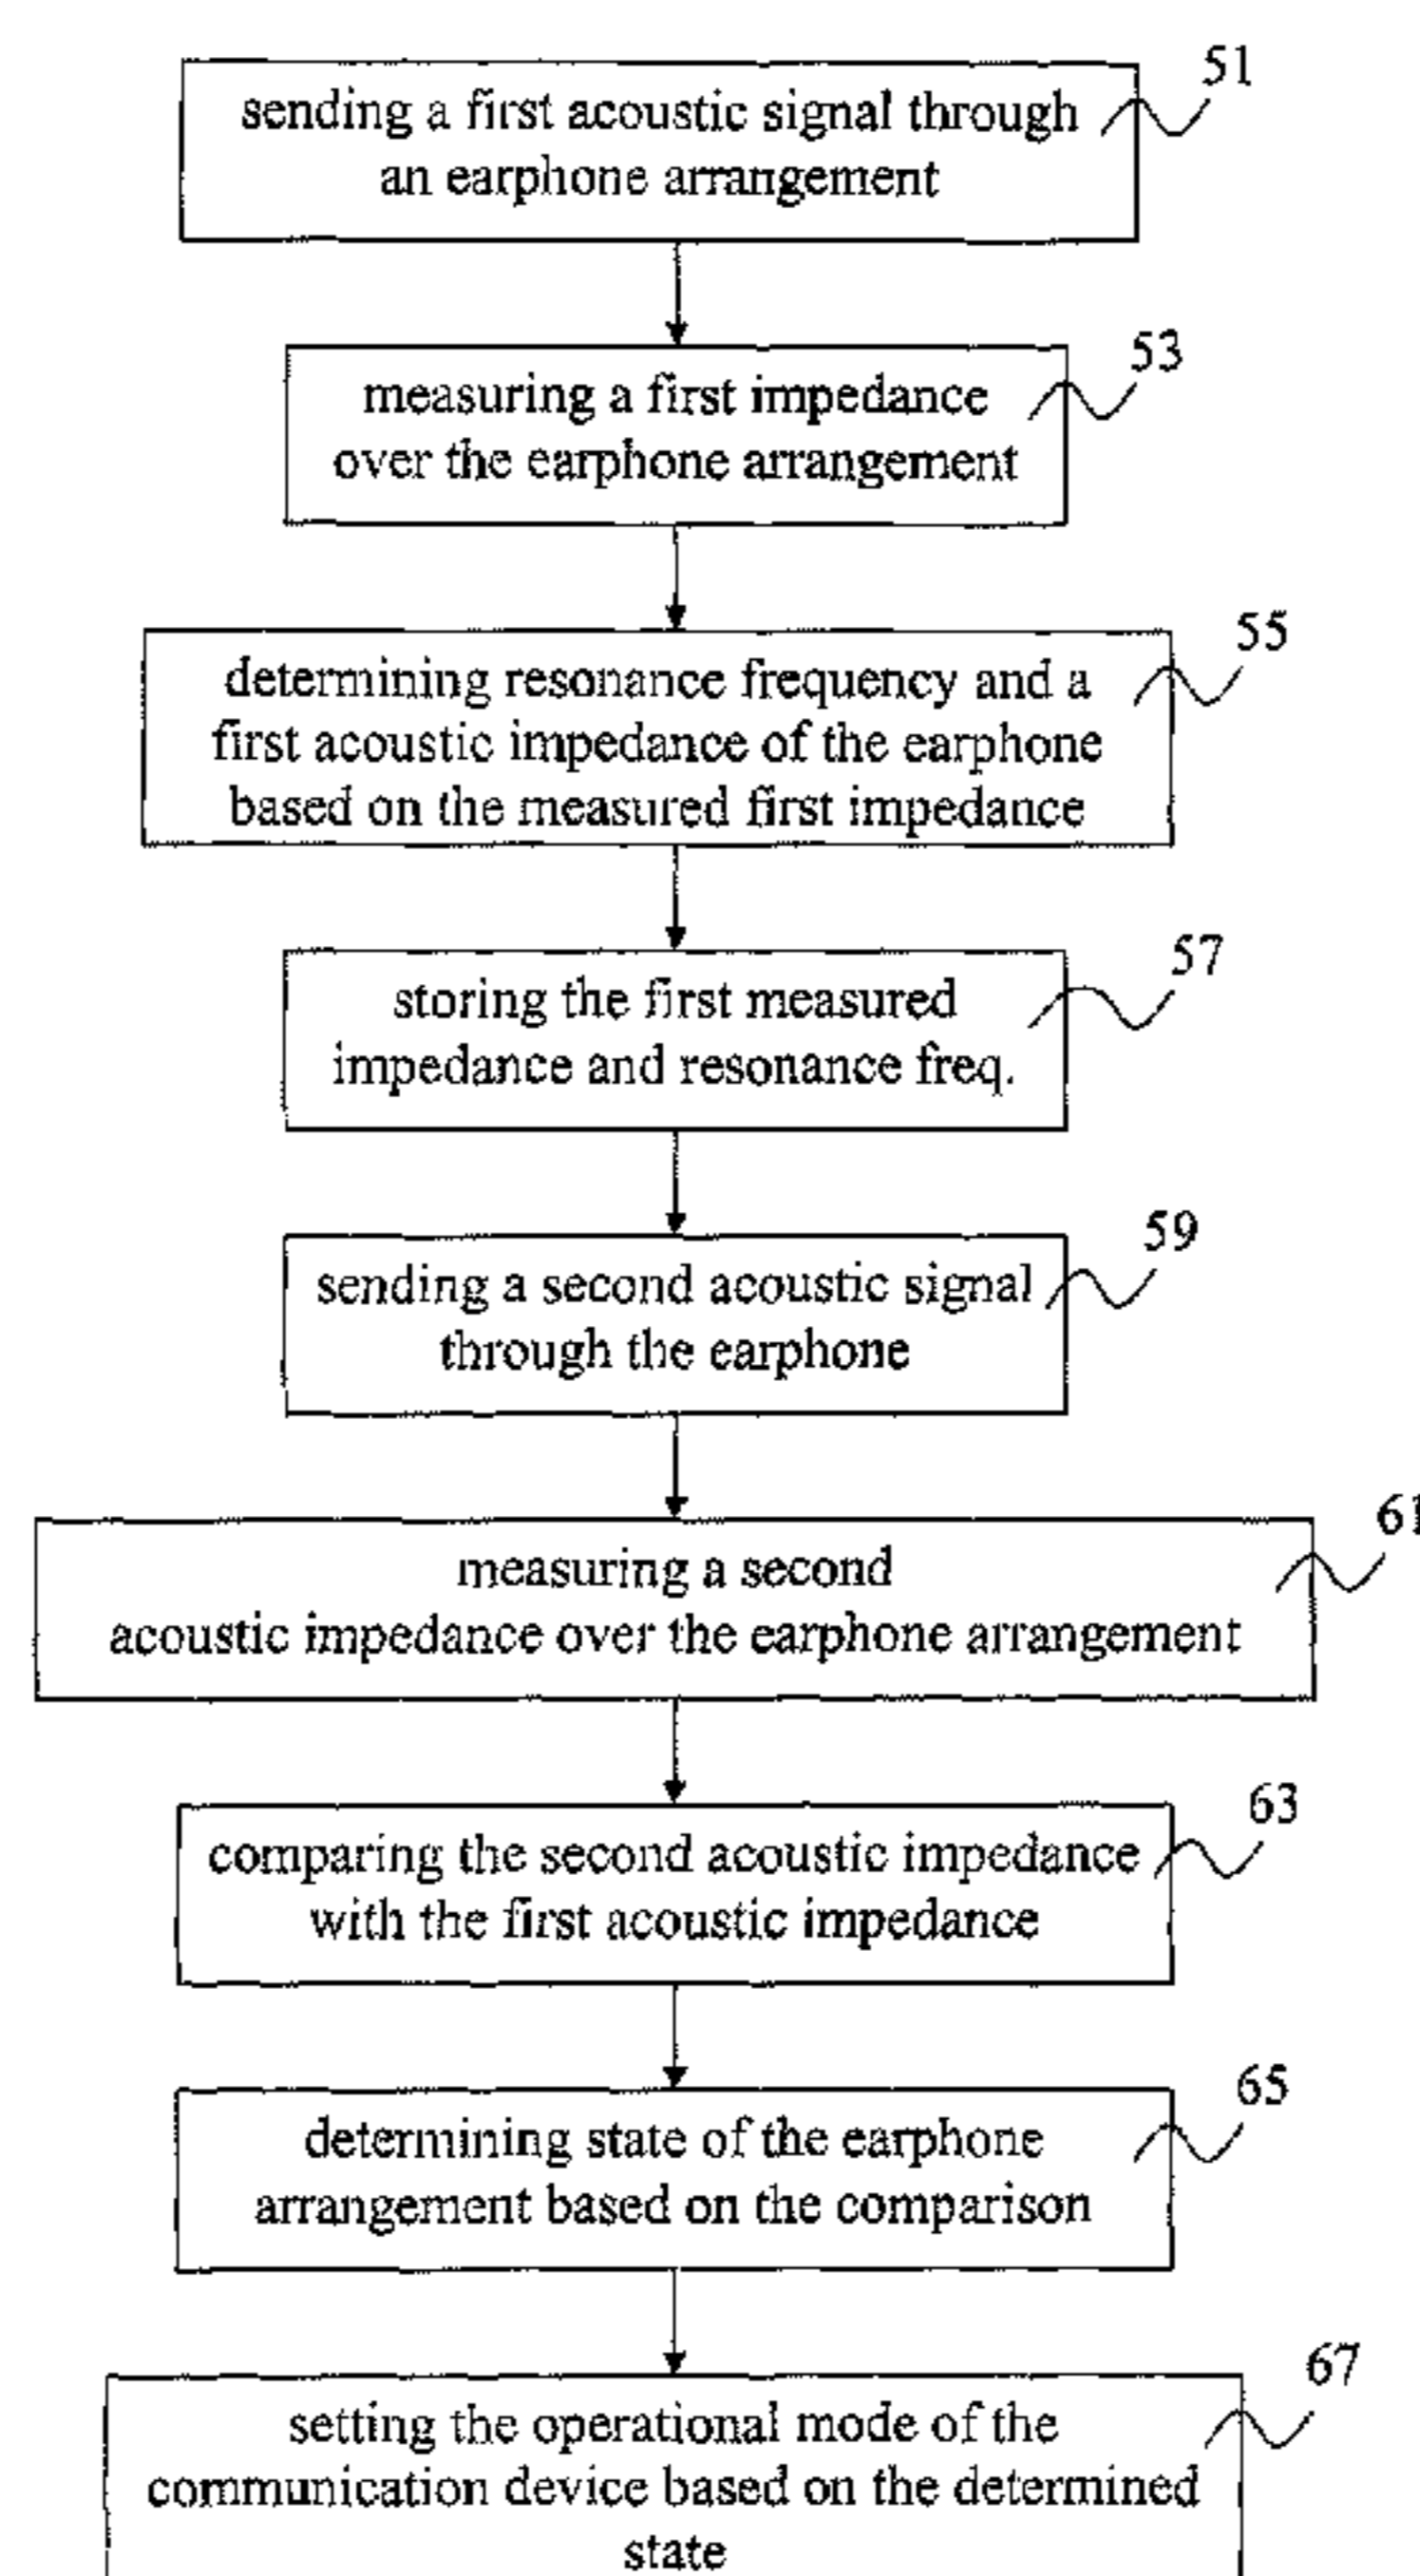 51
sending a first acoustic signal through
an earphone arrangement
53
measuring a first impedance
over the earphone arrangement
55
determining resonance frequency and a
first acoustic impedance of the earphone
based on the measured first impedance
57
storing the first measured
impedance and resonance freq.
59
sending a second acoustic signal
through the earphone
61
measuring a second
acoustic impedance over the earphone arrangement
63
comparing the second acoustic impedance
with the first acoustic impedance
65
determining state of the earphone
arrangement based on the comparison
67
setting the operational mode of the
communication device based on the determined
state